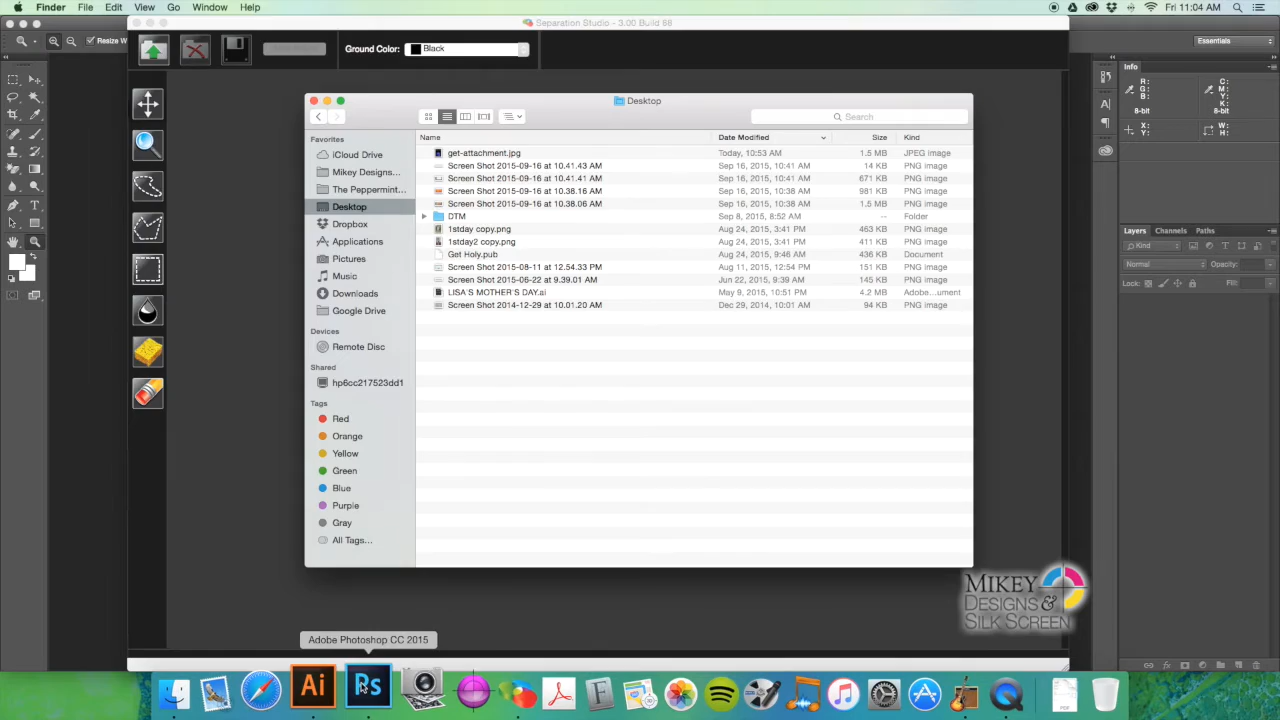 Finder File Edit View Go Window Help Fri 11:04 AM
Separation Studio - 3.00 Build 88
Resize W Essentials
Ground Color: Black
Info
R: C:
G: M:
B: Y:
K:
8-bit 8-bit
X: W:
Y: H:
Desktop
Search
Favorites Name Date Modified Size Kind
iCloud Drive
Mikey Designs...
The Peppermint...
Desktop
Dropbox
Applications
Pictures
Music
Downloads
Google Drive
Devices
Remote Disc
Shared
hp6cc217523dd1
Tags
Red
Orange
Yellow
Green
Blue
Purple
Gray
All Tags...
get-attachment.jpg Today, 10:53 AM 1.5 MB JPEG image
Screen Shot 2015-09-16 at 10.41.43 AM Sep 16, 2015, 10:41 AM 14 KB PNG image
Screen Shot 2015-09-16 at 10.41.41 AM Sep 16, 2015, 10:41 AM 671 KB PNG image
Screen Shot 2015-09-16 at 10.38.16 AM Sep 16, 2015, 10:38 AM 981 KB PNG image
Screen Shot 2015-09-16 at 10.38.06 AM Sep 16, 2015, 10:38 AM 1.5 MB PNG image
DTM Sep 8, 2015, 8:52 AM -- Folder
1stday copy.png Aug 24, 2015, 3:41 PM 463 KB PNG image
1stday2 copy.png Aug 24, 2015, 3:41 PM 411 KB PNG image
Get Holy.pub Aug 24, 2015, 9:46 AM 436 KB Document
Screen Shot 2015-08-11 at 12.54.33 PM Aug 11, 2015, 12:54 PM 151 KB PNG image
Screen Shot 2015-06-22 at 9.39.01 AM Jun 22, 2015, 9:39 AM 145 KB PNG image
LISA'S MOTHER'S DAY.ai May 9, 2015, 10:51 PM 4.2 MB Adobe...ument
Screen Shot 2014-12-29 at 10.01.20 AM Dec 29, 2014, 10:01 AM 94 KB PNG image
Layers Channels Paths
Kind
Normal Opacity:
Lock: Fill:
MIKEY
DESIGNS &
SILK SCREEN
Adobe Photoshop CC 2015
Ai